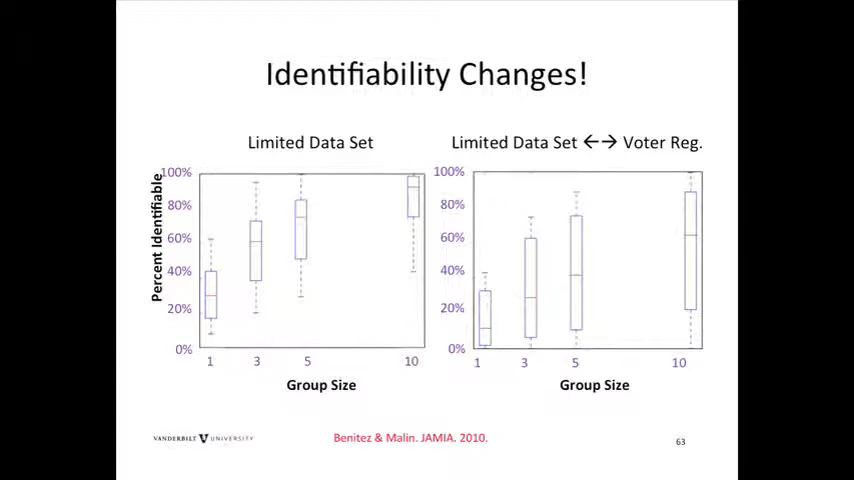 Identifiability Changes!
Limited Data Set
Limited Data Set ←→ Voter Reg.
Percent Identifiable
100%
80%
60%
40%
20%
0%
1 3 5 10
Group Size
100%
80%
60%
40%
20%
0%
1 3 5 10
Group Size
VANDERBILT V UNIVERSITY
Benitez & Malin. JAMIA. 2010.
63